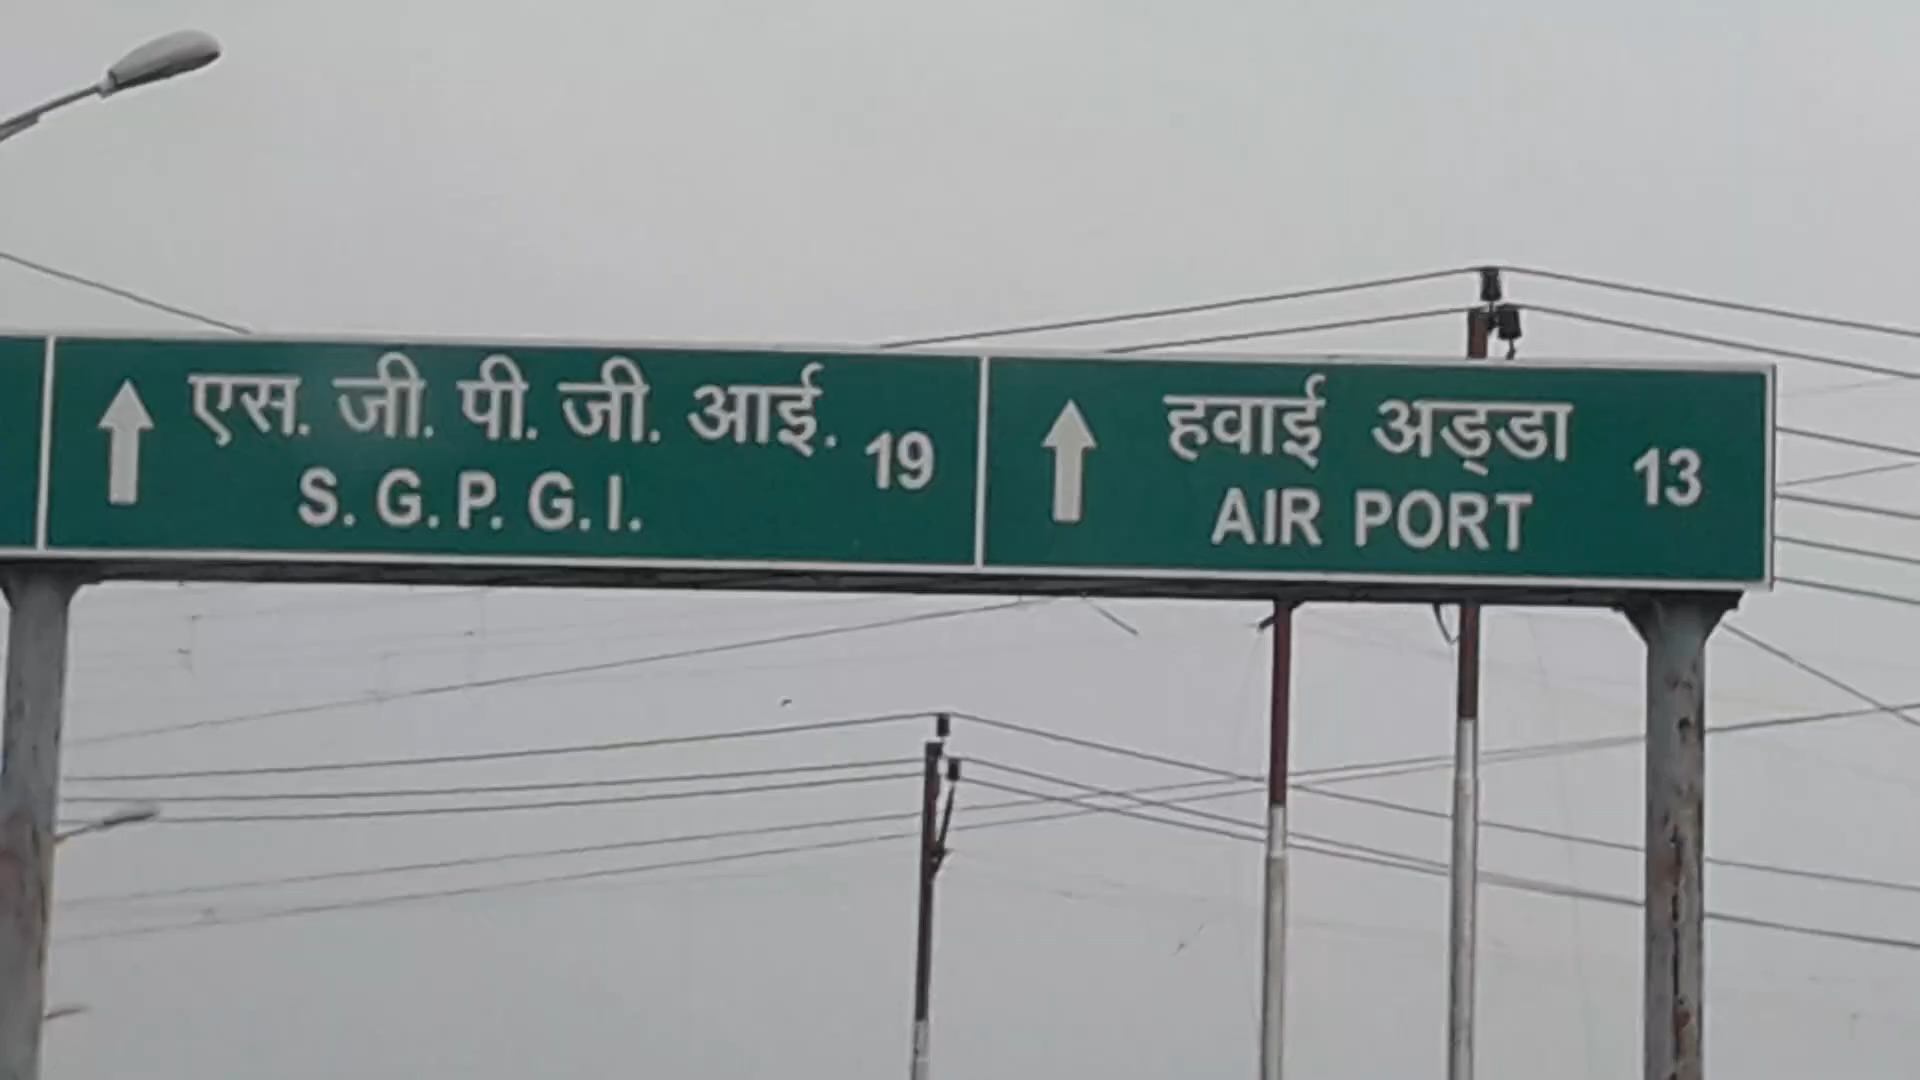 एस. जी. पी. जी. आई. 19
S. G. P. G. I.
हवाई अड्डा 13
AIR PORT